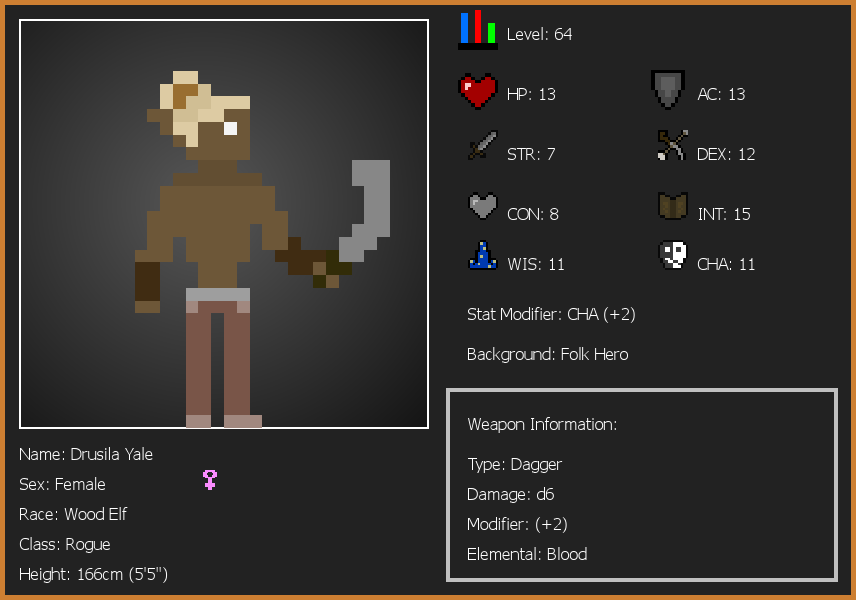 Level: 64
HP: 13
AC: 13
STR: 7
DEX: 12
CON: 8
INT: 15
WIS: 11
CHA: 11
Stat Modifier: CHA (+2)
Background: Folk Hero
Weapon Information:
Type: Dagger
Damage: d6
Modifier: (+2)
Elemental: Blood
Name: Drusila Yale
Sex: Female
Race: Wood Elf
Class: Rogue
Height: 166cm (5'5")